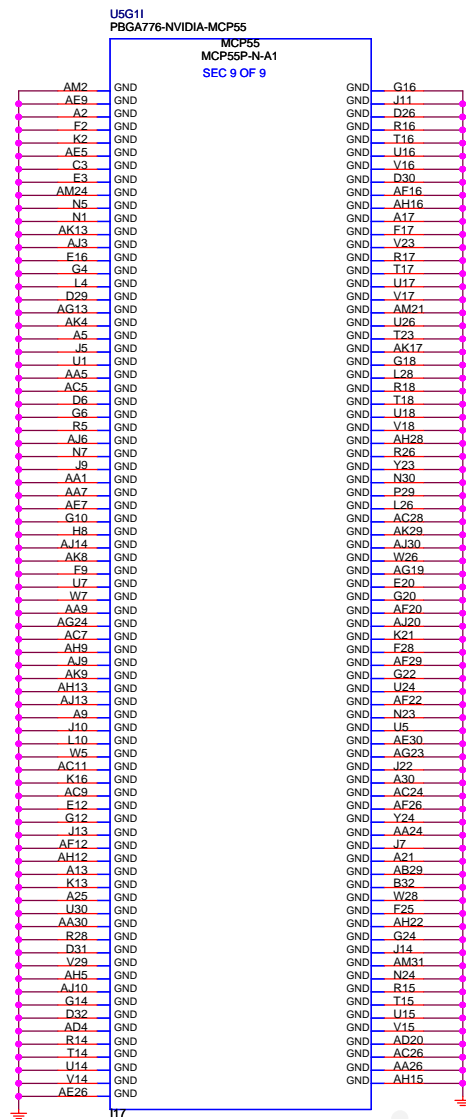 U5G1I
PBGA776-NVIDIA-MCP55
MCP55
MCP55P-N-A1
SEC 9 OF 9
AM2 GND GND G16
AE9 GND GND J11
A2 GND GND D26
F2 GND GND R16
K2 GND GND T16
AE5 GND GND U16
C3 GND GND V16
E3 GND GND D30
AM24 GND GND AF16
N5 GND GND AH16
N1 GND GND A17
AK13 GND GND F17
AJ3 GND GND V23
E16 GND GND R17
G4 GND GND T17
L4 GND GND U17
D29 GND GND V17
AG13 GND GND AM21
AK4 GND GND U26
A5 GND GND T23
J5 GND GND AK17
U1 GND GND G18
AA5 GND GND L28
AC5 GND GND R18
D6 GND GND T18
G6 GND GND U18
R5 GND GND V18
AJ6 GND GND AH28
N7 GND GND R26
J9 GND GND Y23
AA1 GND GND N30
AA7 GND GND P29
AE7 GND GND L26
G10 GND GND AC28
H8 GND GND AK29
AJ14 GND GND AJ30
AK8 GND GND W26
F9 GND GND AG19
U7 GND GND E20
W7 GND GND G20
AA9 GND GND AF20
AG24 GND GND AJ20
AC7 GND GND K21
AH9 GND GND F28
AJ9 GND GND AF29
AK9 GND GND G22
AH13 GND GND U24
AJ13 GND GND AF22
A9 GND GND N23
J10 GND GND U5
L10 GND GND AE30
W5 GND GND AG23
AC11 GND GND J22
K16 GND GND A30
AC9 GND GND AC24
E12 GND GND AF26
G12 GND GND Y24
J13 GND GND AA24
AF12 GND GND J7
AH12 GND GND A21
A13 GND GND AB29
K13 GND GND B32
A25 GND GND W28
U30 GND GND F25
AA30 GND GND AH22
R28 GND GND G24
D31 GND GND J14
V29 GND GND AM31
AH5 GND GND N24
AJ10 GND GND R15
G14 GND GND T15
D32 GND GND U15
AD4 GND GND V15
R14 GND GND AD20
T14 GND GND AC26
U14 GND GND AA26
V14 GND GND AH15
AE26 GND
I17